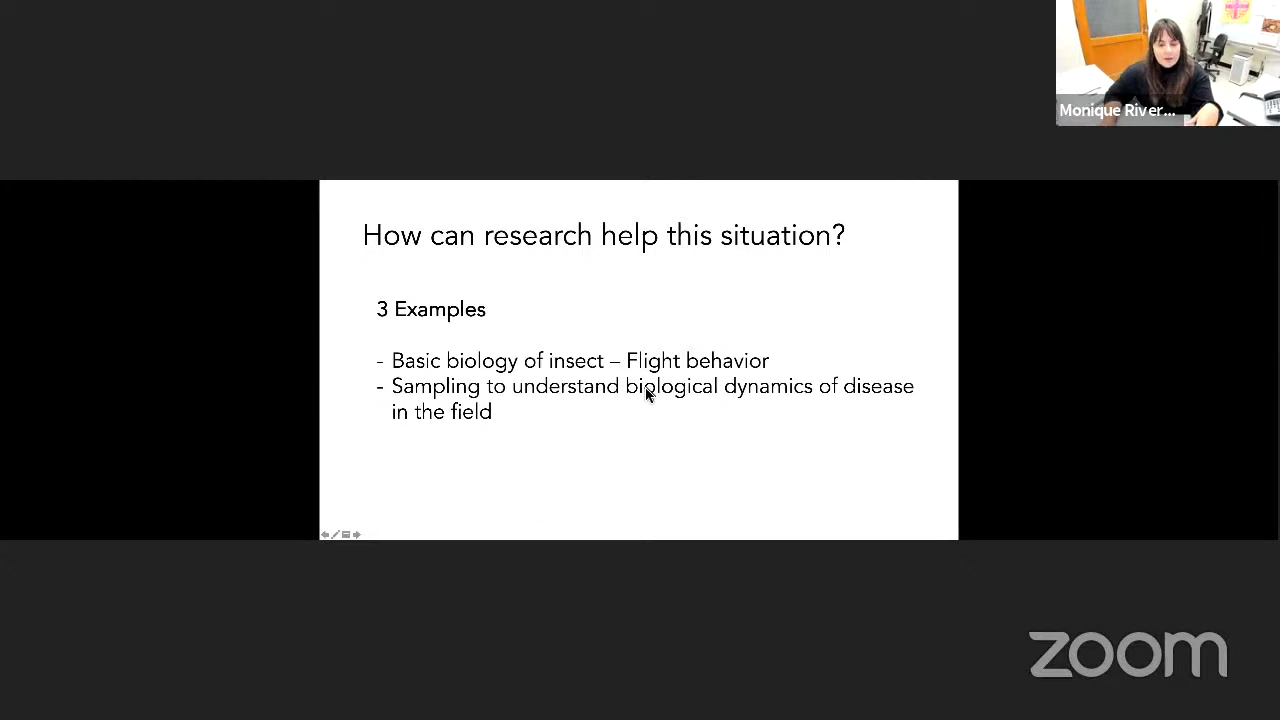 Monique River...
How can research help this situation?
3 Examples
- Basic biology of insect – Flight behavior
- Sampling to understand biological dynamics of disease
in the field
zoom